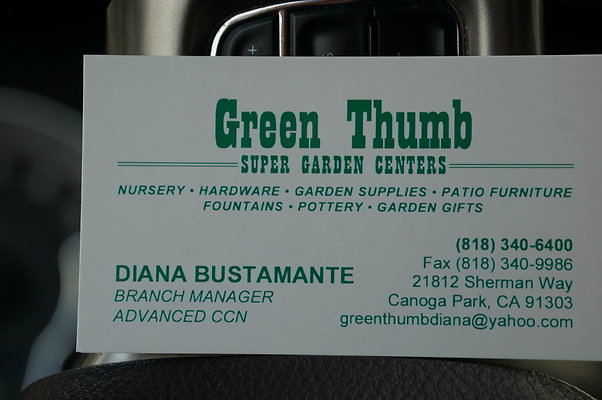 Green Thumb
SUPER GARDEN CENTERS
NURSERY • HARDWARE • GARDEN SUPPLIES • PATIO FURNITURE
FOUNTAINS • POTTERY • GARDEN GIFTS
(818) 340-6400
Fax (818) 340-9986
21812 Sherman Way
Canoga Park, CA 91303
greenthumbdiana@yahoo.com
DIANA BUSTAMANTE
BRANCH MANAGER
ADVANCED CCN